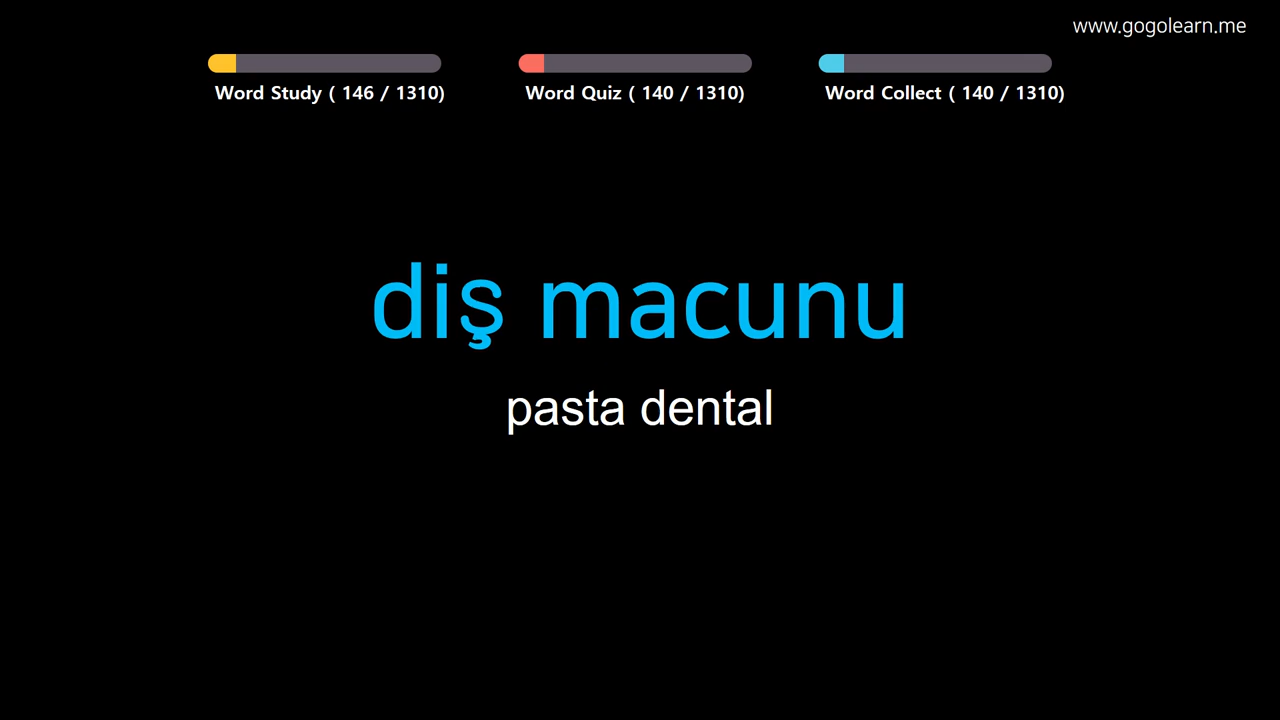 www.gogolearn.me
Word Study ( 146 / 1310)
Word Quiz ( 140 / 1310)
Word Collect ( 140 / 1310)
diş macunu
pasta dental